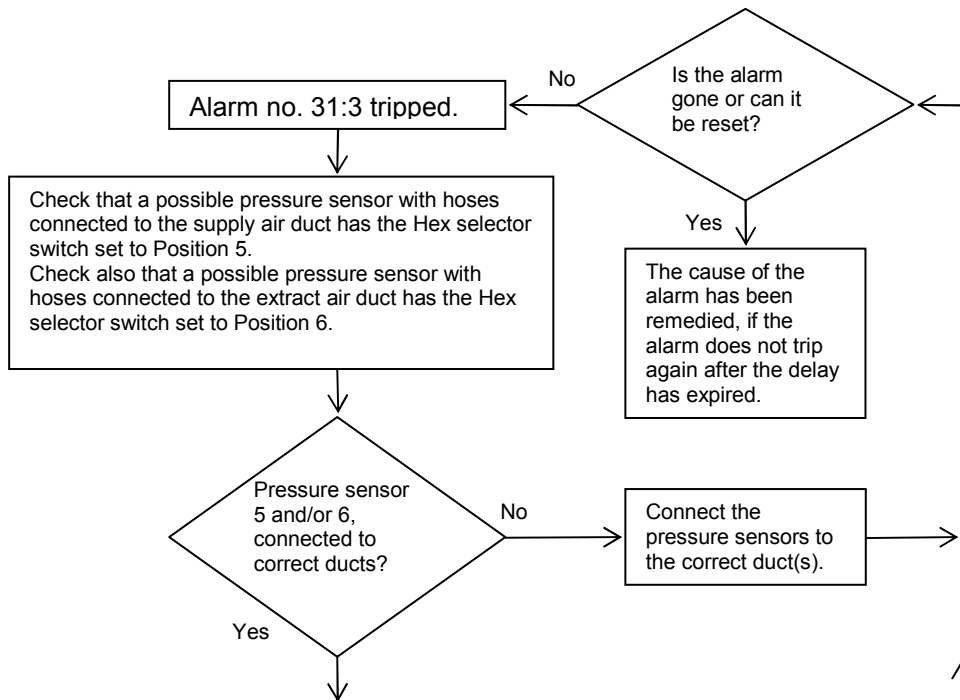 Alarm no. 31:3 tripped.
No
Is the alarm
gone or can it
be reset?
Yes
Check that a possible pressure sensor with hoses
connected to the supply air duct has the Hex selector
switch set to Position 5.
Check also that a possible pressure sensor with
hoses connected to the extract air duct has the Hex
selector switch set to Position 6.
The cause of the
alarm has been
remedied, if the
alarm does not trip
again after the delay
has expired.
Pressure sensor
5 and/or 6,
connected to
correct ducts?
No
Connect the
pressure sensors to
the correct duct(s).
Yes